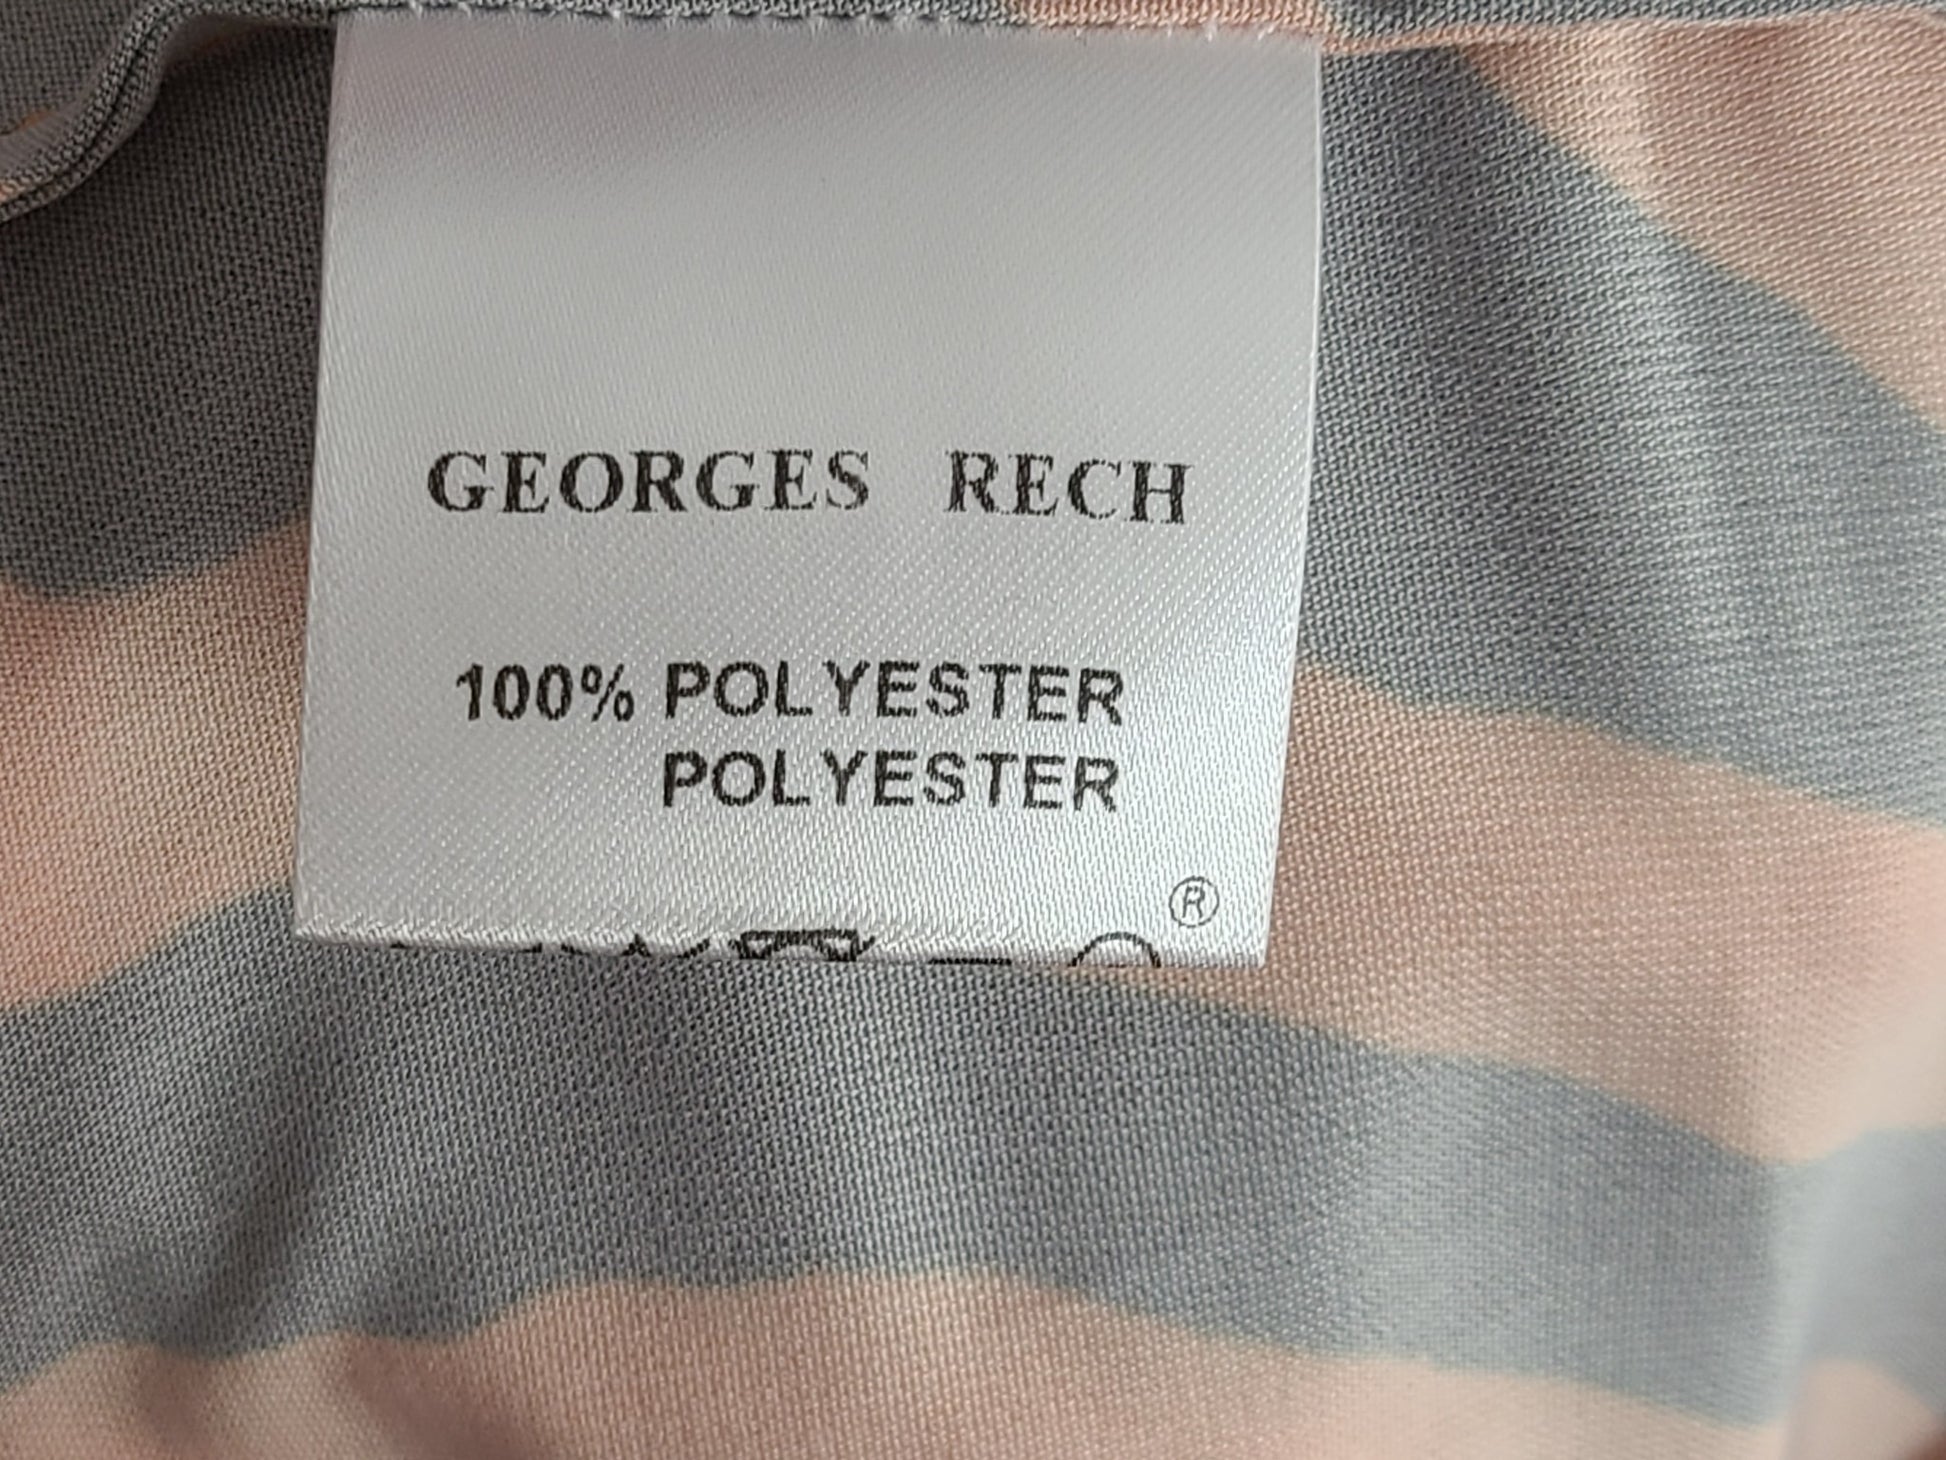 GEORGES RECH
100% POLYESTER
POLYESTER
®